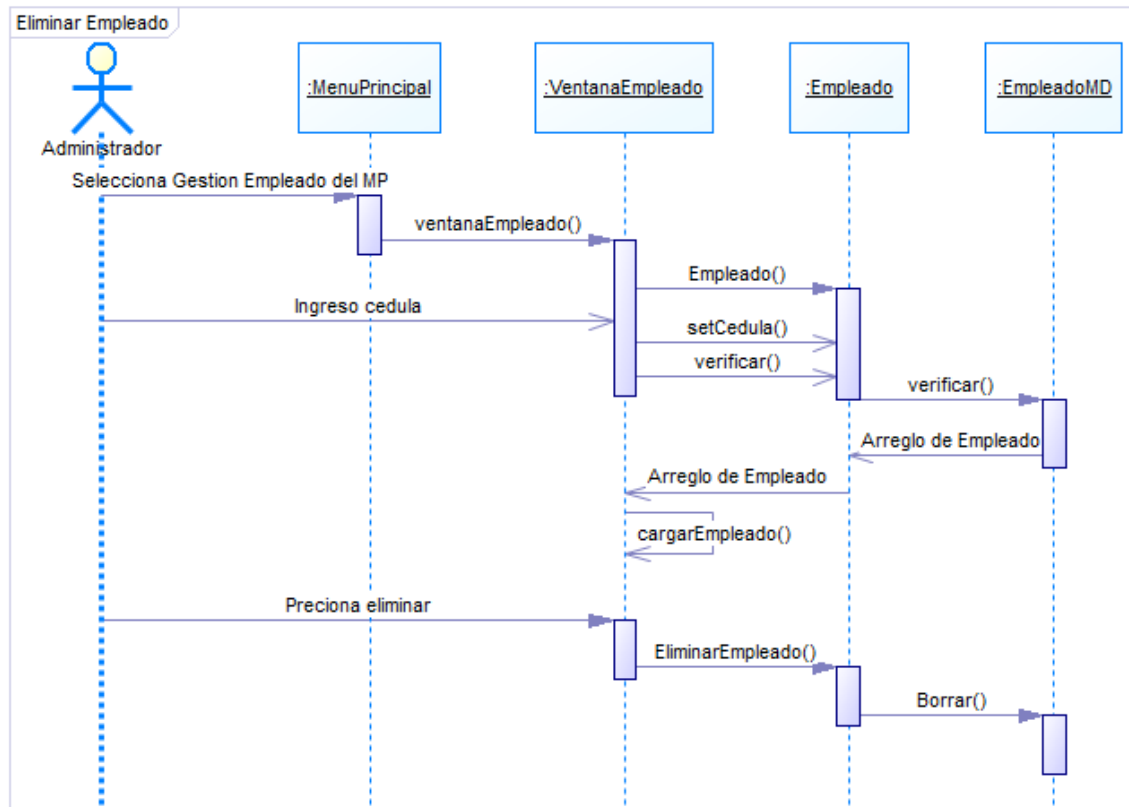 Eliminar Empleado
:MenuPrincipal
:VentanaEmpleado
:Empleado
:EmpleadoMD
Administrador
Selecciona Gestion Empleado del MP
ventanaEmpleado()
Empleado()
Ingreso cedula
setCedula()
verificar()
verificar()
Arreglo de Empleado
Arreglo de Empleado
cargarEmpleado()
Preciona eliminar
EliminarEmpleado()
Borrar()